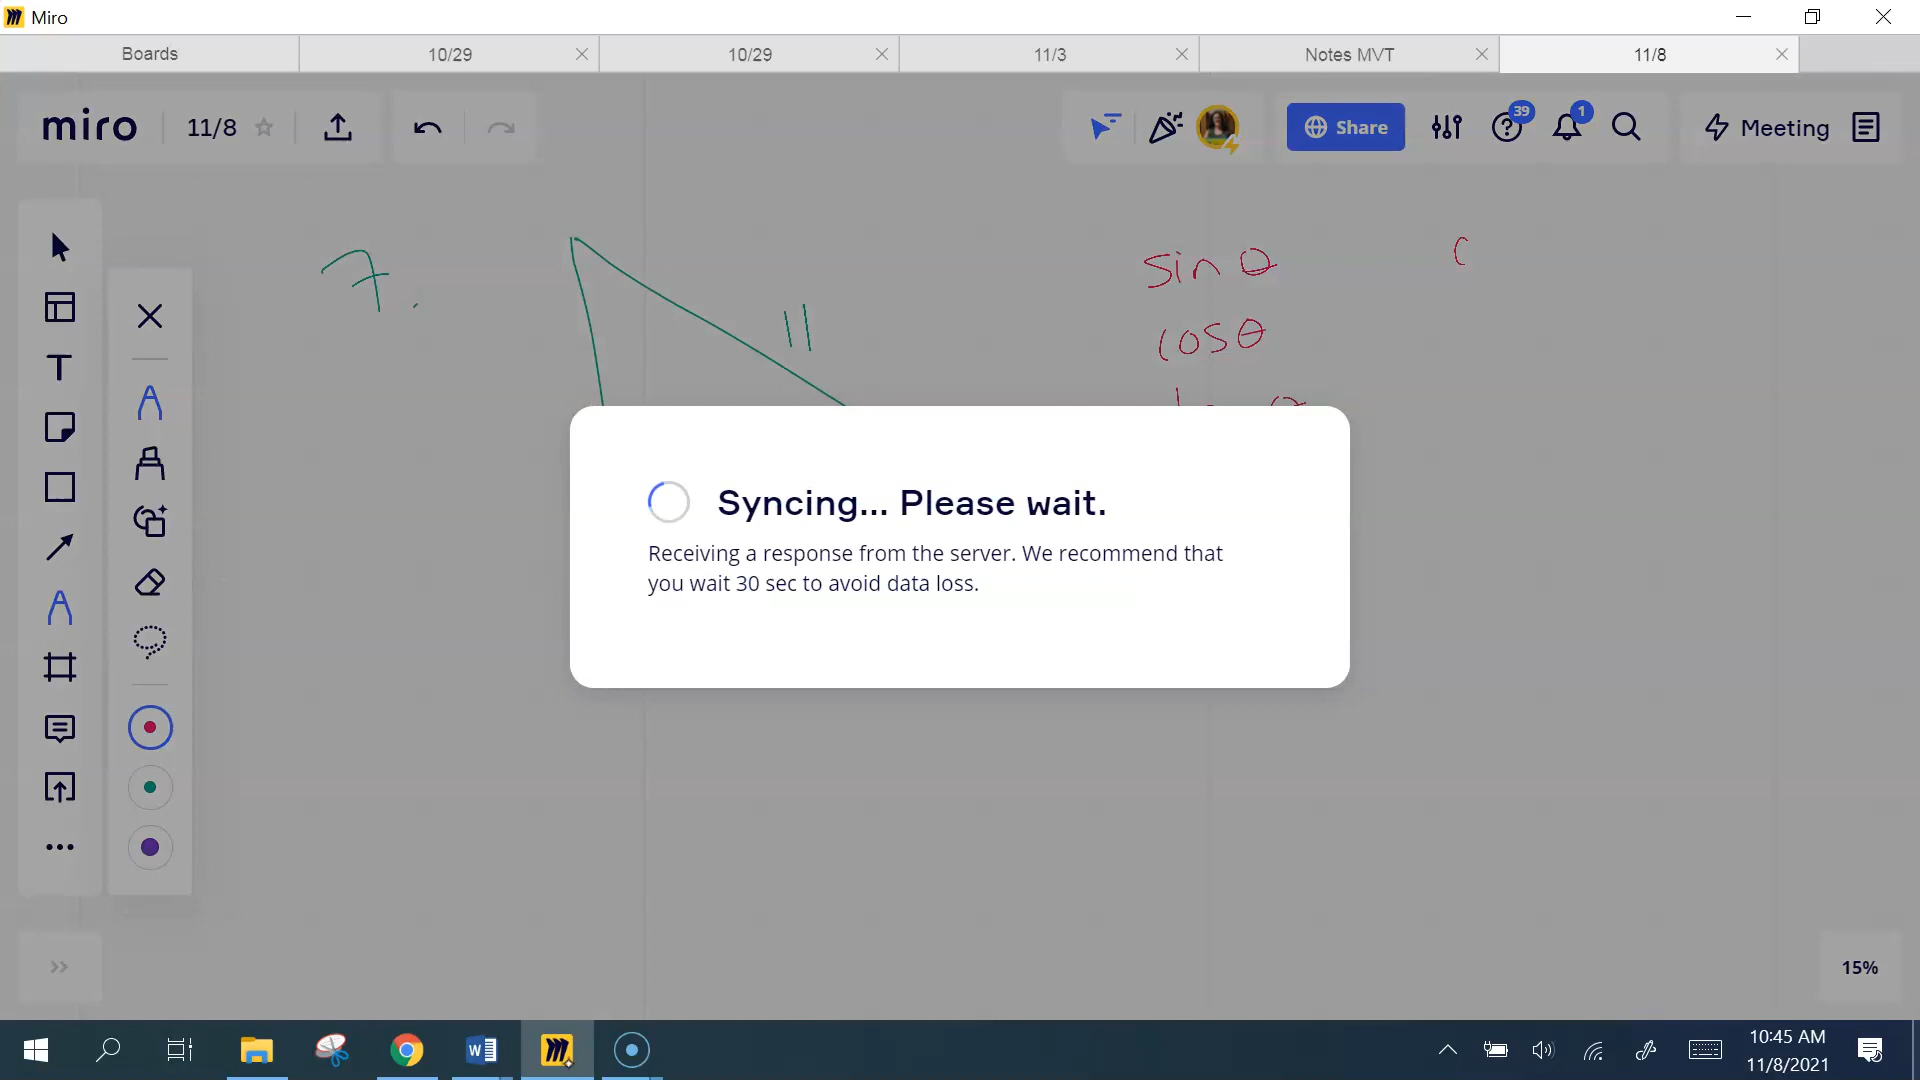 Miro
Boards 10/29 10/29 11/3 Notes MVT 11/8
miro 11/8 Share 39 1 Meeting
7. 11 sin θ
cos θ
Syncing... Please wait.
Receiving a response from the server. We recommend that
you wait 30 sec to avoid data loss.
15%
10:45 AM
11/8/2021